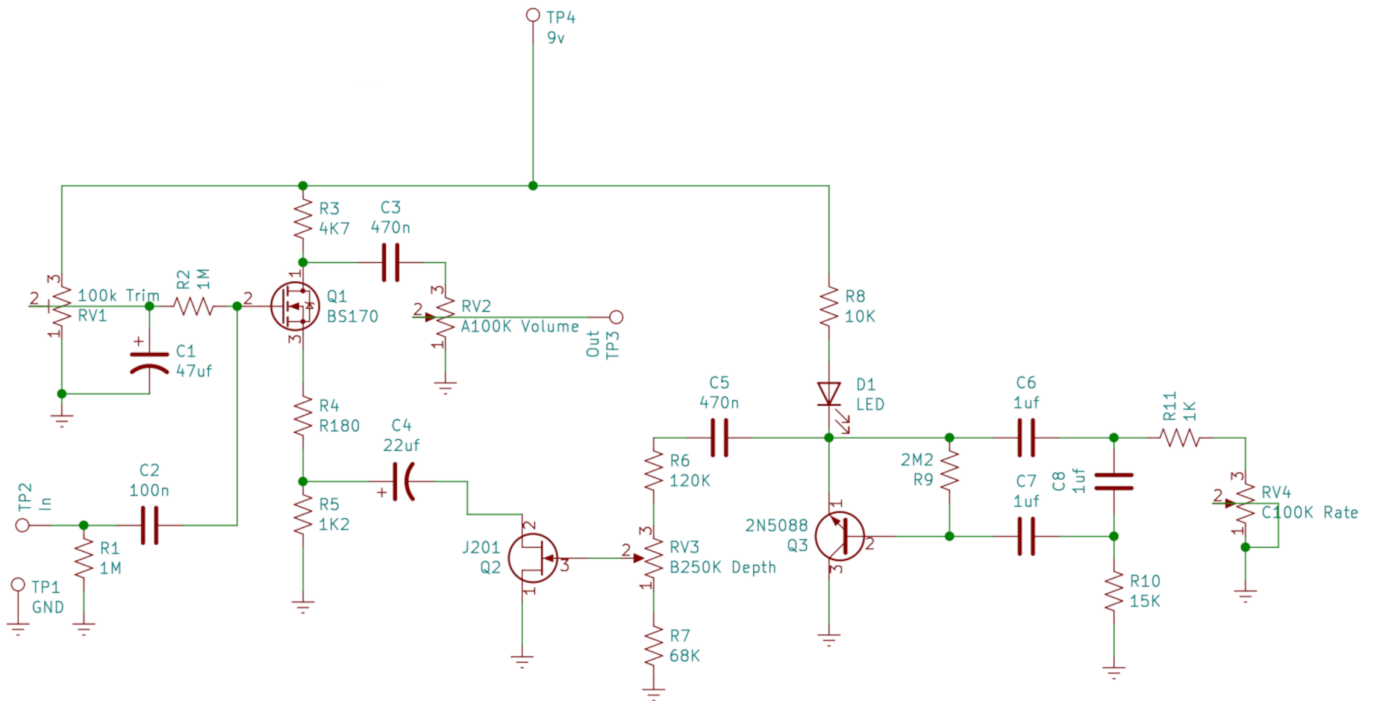 TP4
9v
R3
4K7
C3
470n
3
2
100k Trim
RV1
1
R2
1M
C1
47uf
+
2
1
3
Q1
BS170
3
2
1
RV2
A100K Volume
Out
TP3
R8
10K
D1
LED
R4
R180
C4
22uf
+
R5
1K2
C5
470n
R6
120K
C6
1uf
R11
1K
2M2
R9
C7
1uf
C8
1uf
3
2
1
RV4
C100K Rate
C2
100n
TP2
In
R1
1M
TP1
GND
J201
Q2
2
3
1
3
2
1
RV3
B250K Depth
2N5088
Q3
1
2
3
R10
15K
R7
68K